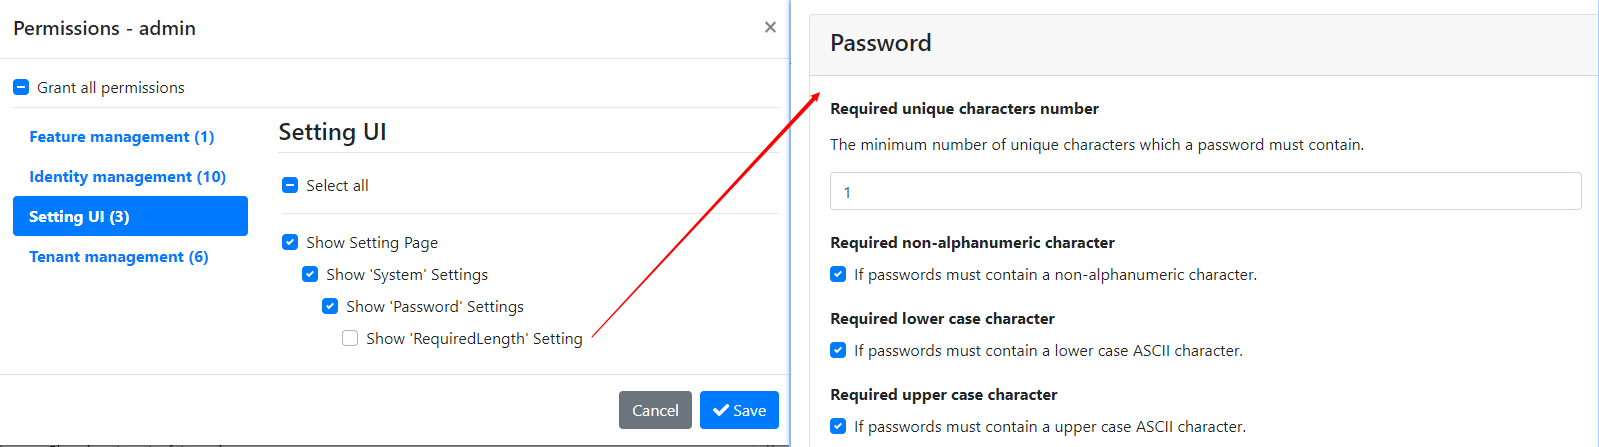 Permissions - admin
×
Grant all permissions
Feature management (1)
Identity management (10)
Setting UI (3)
Tenant management (6)
Setting UI
Select all
Show Setting Page
Show 'System' Settings
Show 'Password' Settings
Show 'RequiredLength' Setting
Cancel
Save
Password
Required unique characters number
The minimum number of unique characters which a password must contain.
1
Required non-alphanumeric character
If passwords must contain a non-alphanumeric character.
Required lower case character
If passwords must contain a lower case ASCII character.
Required upper case character
If passwords must contain a upper case ASCII character.